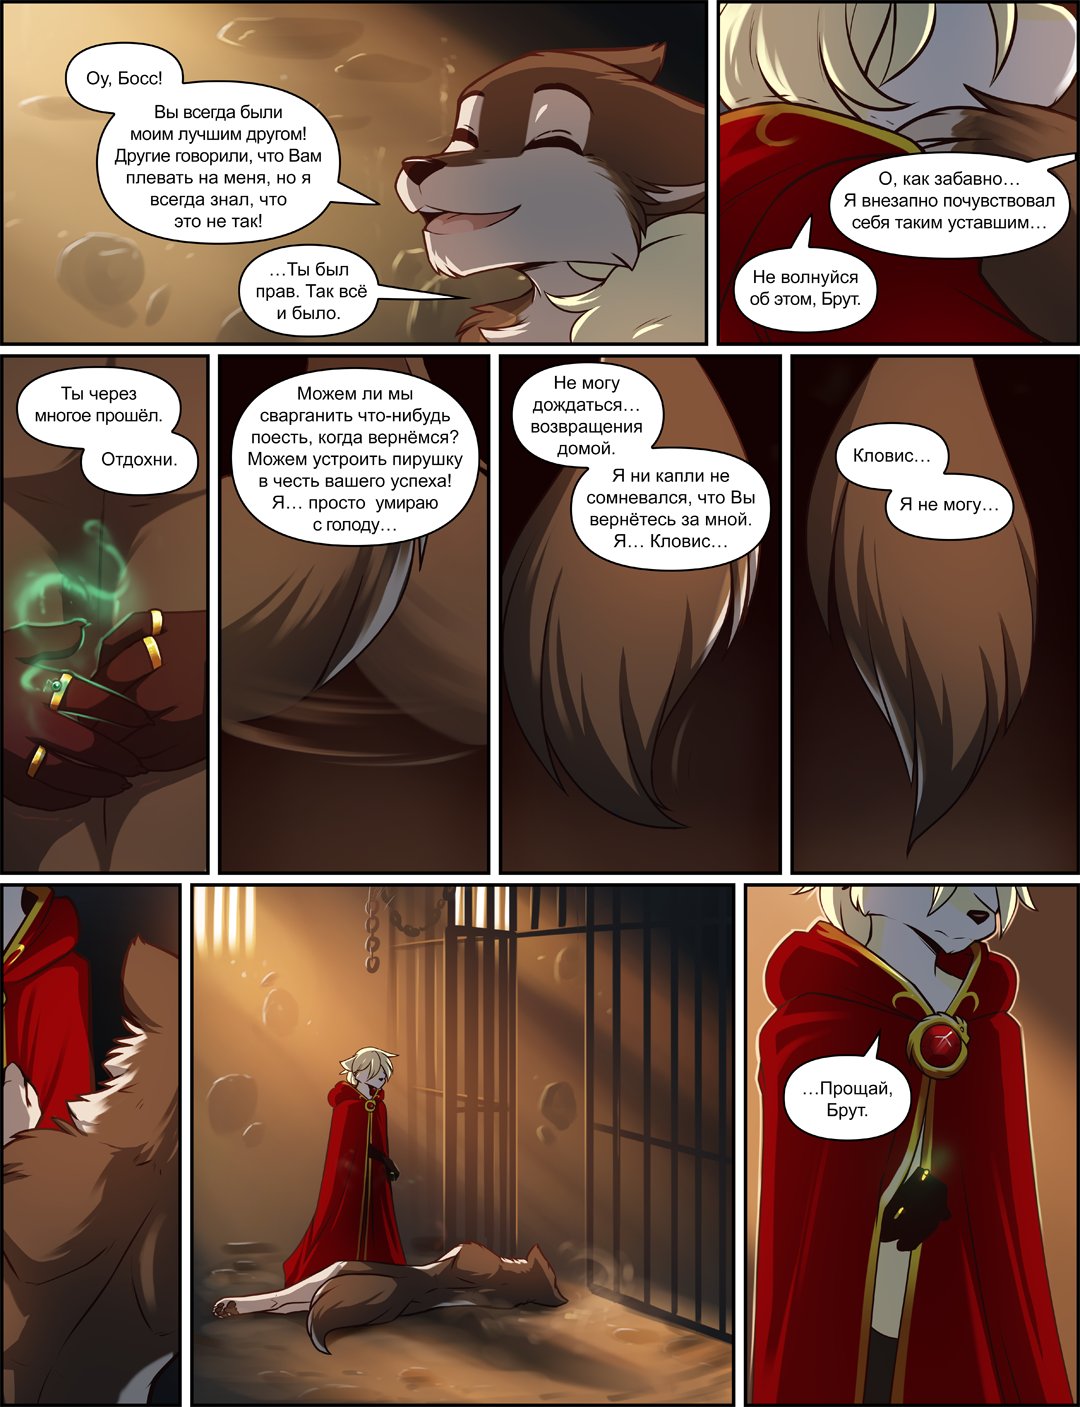 Оу, Босс!
Вы всегда были
моим лучшим другом!
Другие говорили, что Вам
плевать на меня, но я
всегда знал, что
это не так!
…Ты был
прав. Так всё
и было.
О, как забавно…
Я внезапно почувствовал
себя таким уставшим…
Не волнуйся
об этом, Брут.
Ты через
многое прошёл.
Отдохни.
Можем ли мы
сварганить что-нибудь
поесть, когда вернёмся?
Можем устроить пирушку
в честь вашего успеха!
Я… просто умираю
с голоду…
Не могу
дождаться…
возвращения
домой.
Я ни капли не
сомневался, что Вы
вернётесь за мной.
Я… Кловис…
Кловис…
Я не могу…
…Прощай,
Брут.